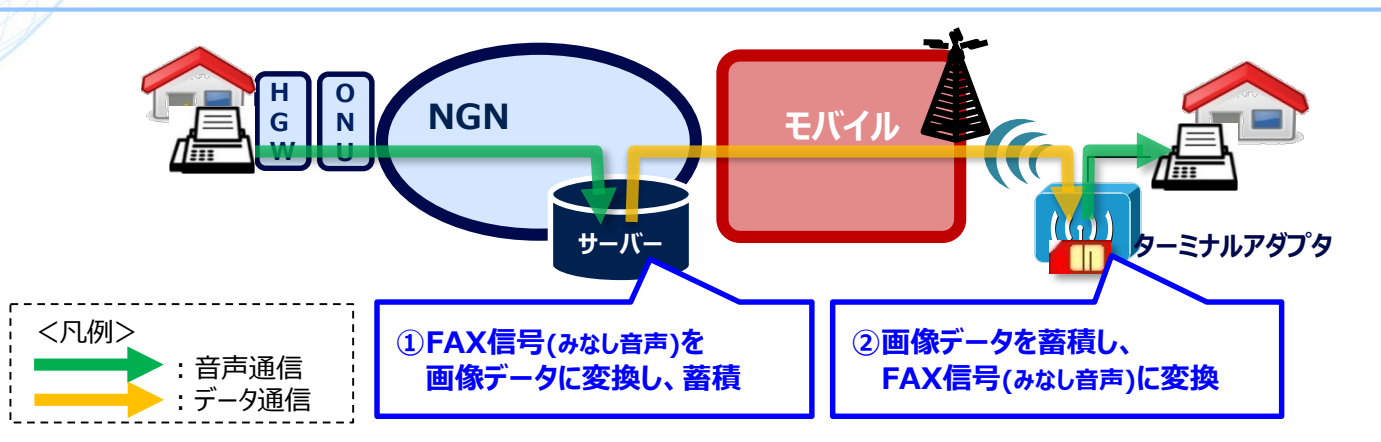 HGW
ONU
NGN
モバイル
サーバー
ターミナルアダプタ
①FAX信号(みなし音声)を
画像データに変換し、蓄積
②画像データを蓄積し、
FAX信号(みなし音声)に変換
＜凡例＞
：音声通信
：データ通信